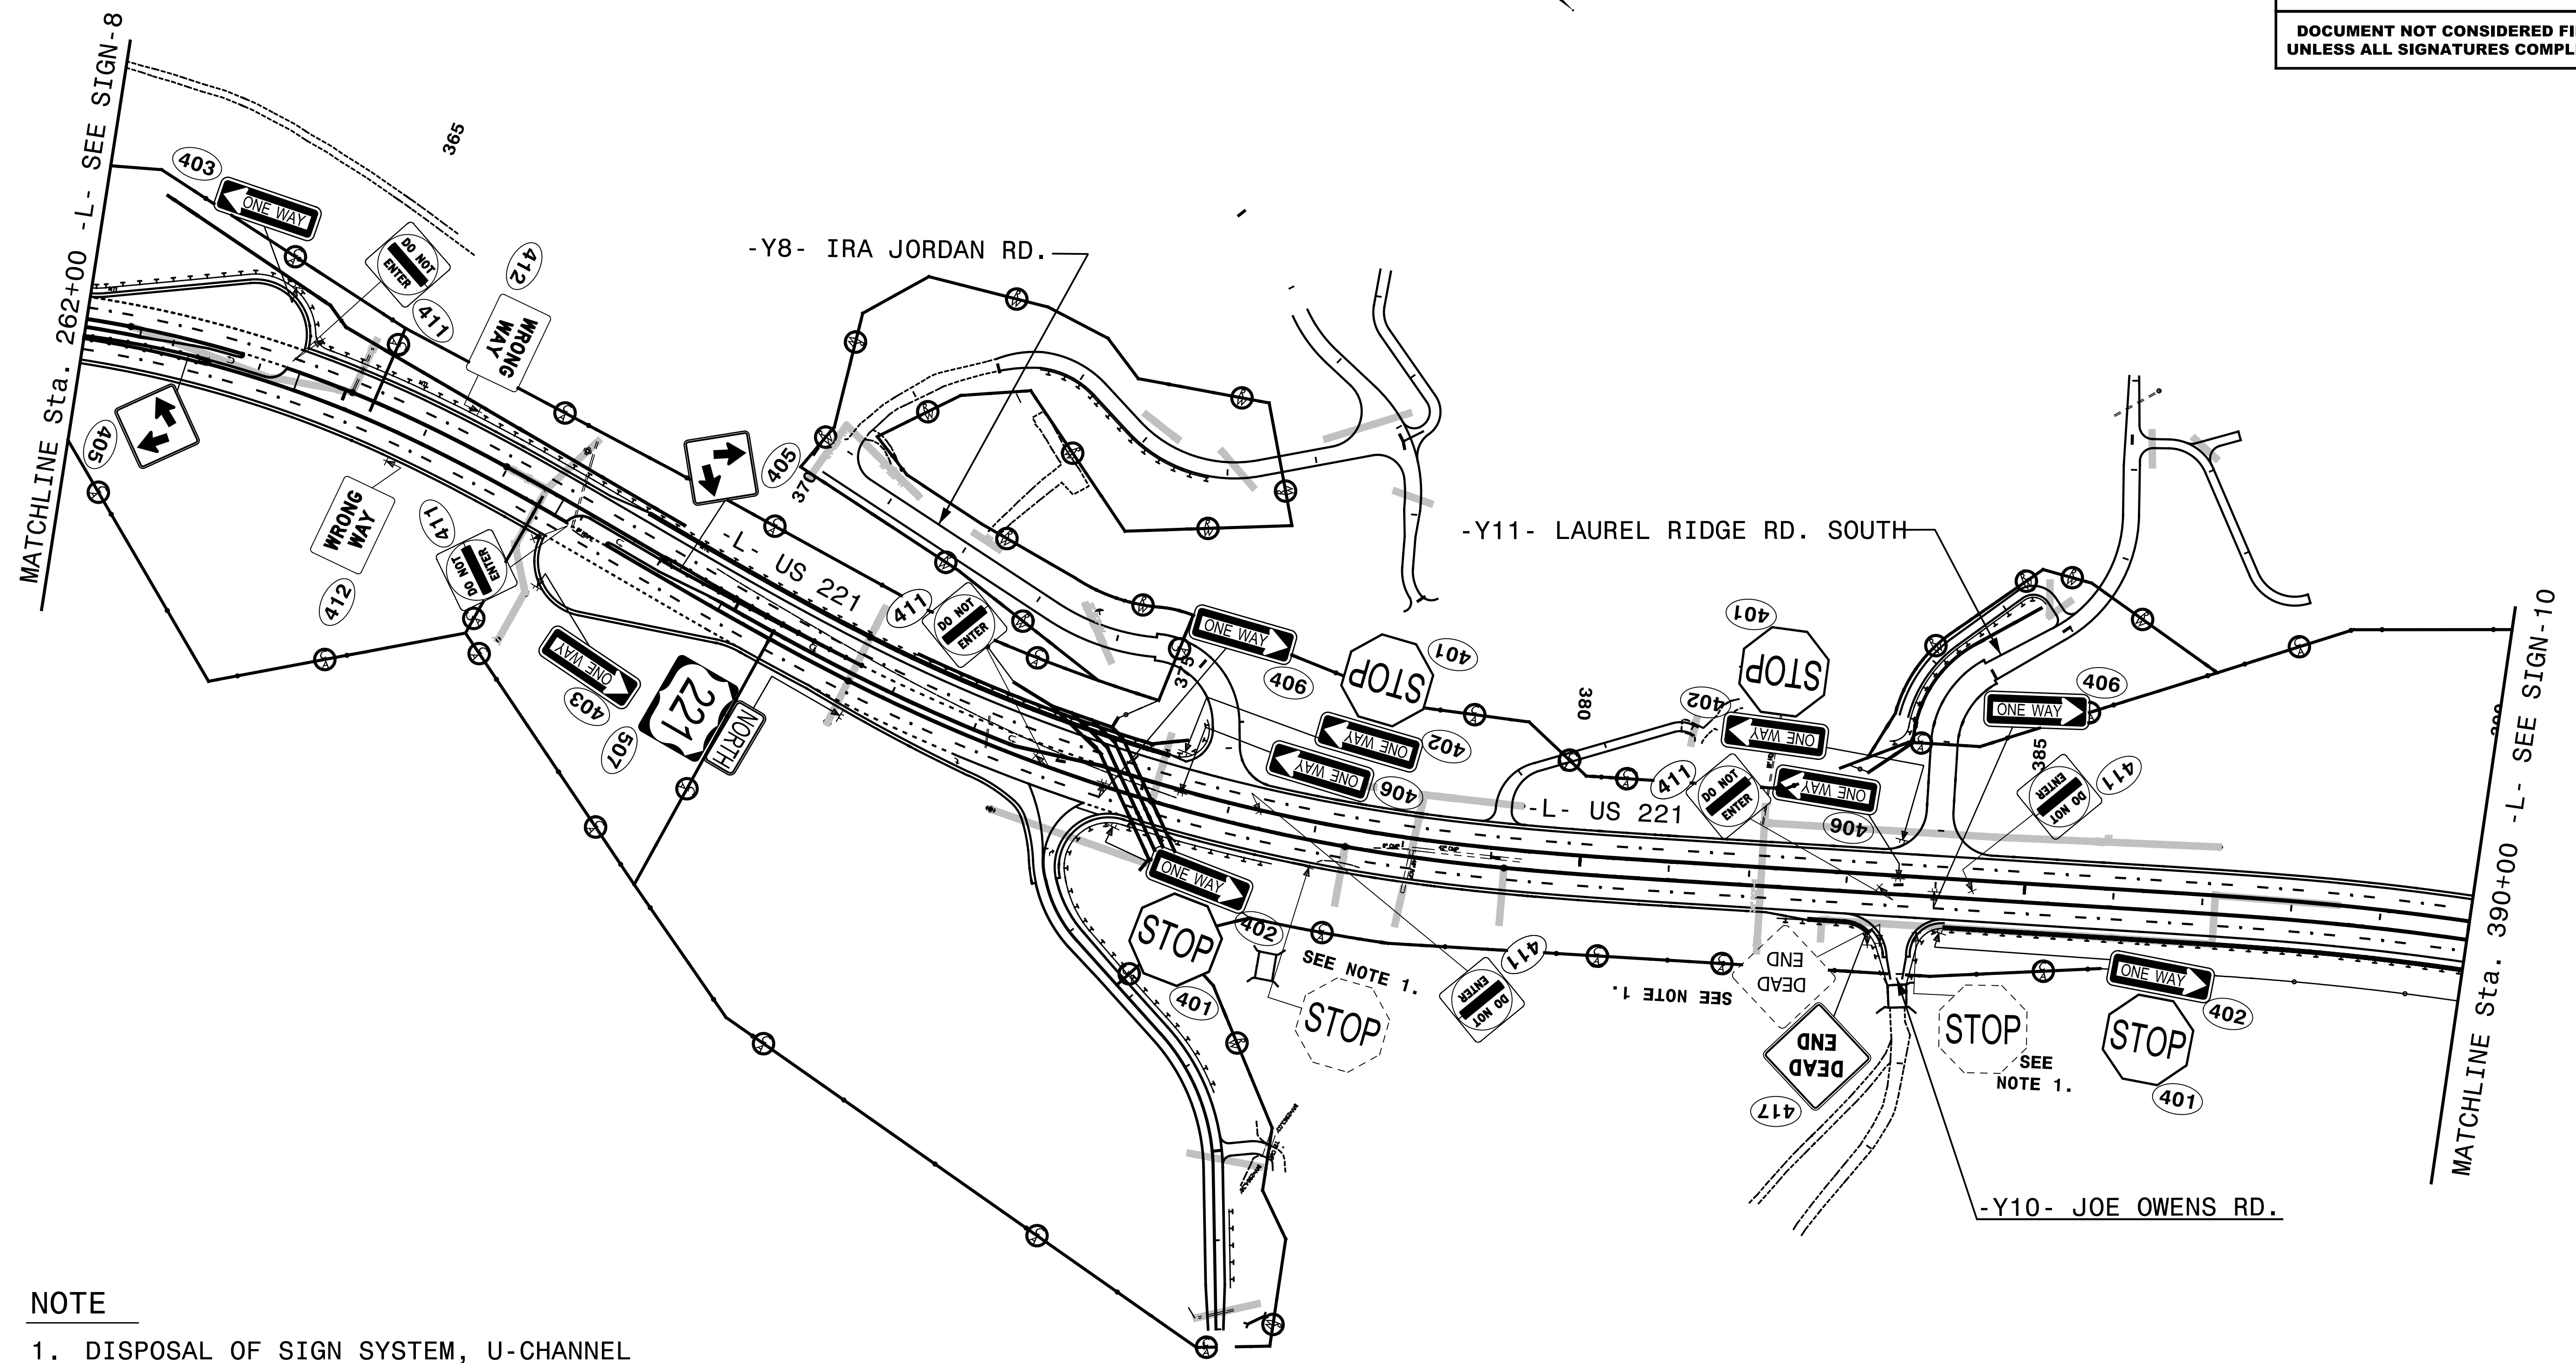 DOCUMENT NOT CONSIDERED FI
UNLESS ALL SIGNATURES COMPL
MATCHLINE Sta. 262+00 -L- SEE SIGN-8
365
403
ONE WAY
DO NOT
ENTER
411
412
WRONG
WAY
405
WRONG
WAY
412
411
DO NOT
ENTER
405
370
-Y8- IRA JORDAN RD.
-L- US 221
403
ONE WAY
507
221
NORTH
411
DO NOT
ENTER
375
ONE WAY
406
STOP
401
ONE WAY
402
ONE WAY
406
380
-Y11- LAUREL RIDGE RD. SOUTH
401
STOP
402
ONE WAY
411
DO NOT
ENTER
ONE WAY
406
-L- US 221
ONE WAY
406
385
DO NOT
ENTER
411
MATCHLINE Sta. 390+00 -L- SEE SIGN-10
ONE WAY
402
STOP
401
SEE NOTE 1.
STOP
411
DO NOT
ENTER
SEE NOTE 1.
DEAD
END
DEAD
END
417
STOP
SEE
NOTE 1.
ONE WAY
402
STOP
401
-Y10- JOE OWENS RD.
NOTE
1. DISPOSAL OF SIGN SYSTEM, U-CHANNEL